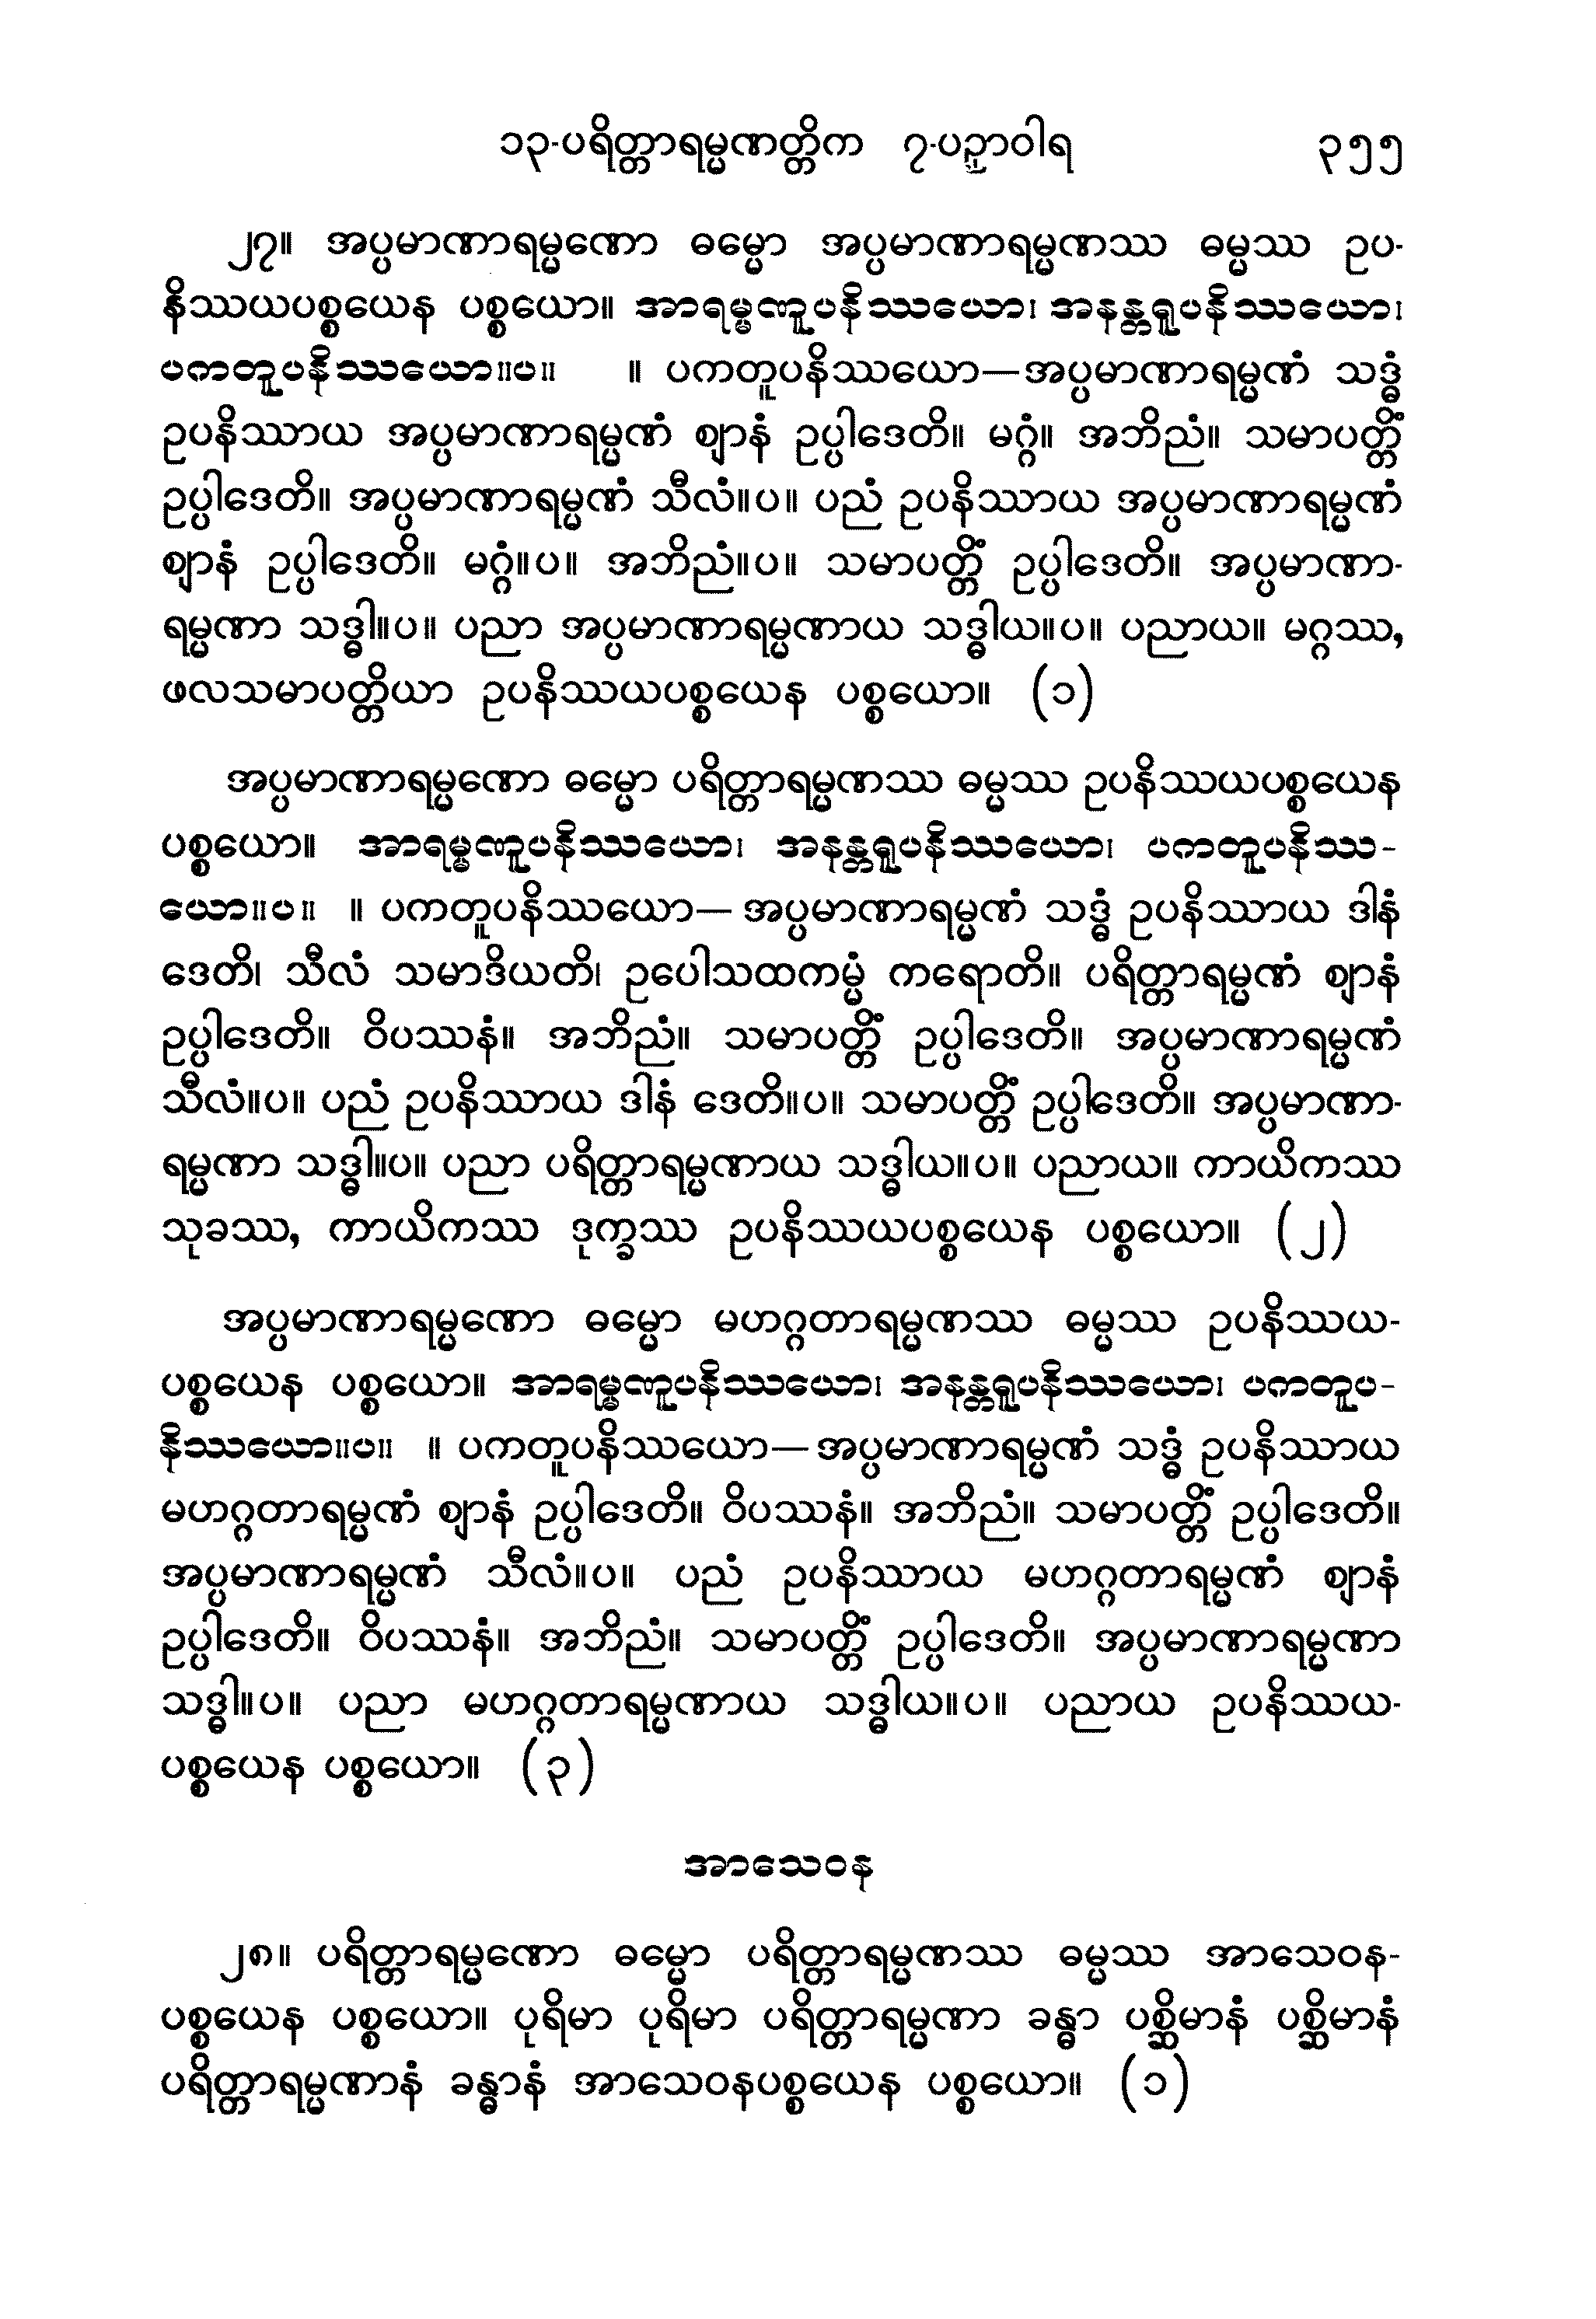 ၁၃-ပရိတ္တာရမ္မဏတ္တိက ၇-ပဉှာဝါရ ၃၅၅
၂၇။ အပ္ပမာဏာရမ္မဏော ဓမ္မော အပ္ပမာဏာရမ္မဏဿ ဓမ္မဿ ဥပ-
နိဿယပစ္စယေန ပစ္စယော။ အာရမ္မဏူပနိဿယော၊ အနန္တရူပနိဿယော၊
ပကတူပနိဿယော။ပ။ ။ ပကတူပနိဿယော—အပ္ပမာဏာရမ္မဏံ သဒ္ဓံ
ဥပနိဿာယ အပ္ပမာဏာရမ္မဏံ ဈာနံ ဥပ္ပါဒေတိ။ မဂ္ဂံ။ အဘိညံ။ သမာပတ္တိံ
ဥပ္ပါဒေတိ။ အပ္ပမာဏာရမ္မဏံ သီလံ။ပ။ ပညံ ဥပနိဿာယ အပ္ပမာဏာရမ္မဏံ
ဈာနံ ဥပ္ပါဒေတိ။ မဂ္ဂံ။ပ။ အဘိညံ။ပ။ သမာပတ္တိံ ဥပ္ပါဒေတိ။ အပ္ပမာဏာ-
ရမ္မဏာ သဒ္ဓါ။ပ။ ပညာ အပ္ပမာဏာရမ္မဏာယ သဒ္ဓါယ။ပ။ ပညာယ။ မဂ္ဂဿ,
ဖလသမာပတ္တိယာ ဥပနိဿယပစ္စယေန ပစ္စယော။ (၁)
အပ္ပမာဏာရမ္မဏော ဓမ္မော ပရိတ္တာရမ္မဏဿ ဓမ္မဿ ဥပနိဿယပစ္စယေန
ပစ္စယော။ အာရမ္မဏူပနိဿယော၊ အနန္တရူပနိဿယော၊ ပကတူပနိဿ-
ယော။ပ။ ။ ပကတူပနိဿယော— အပ္ပမာဏာရမ္မဏံ သဒ္ဓံ ဥပနိဿာယ ဒါနံ
ဒေတိ၊ သီလံ သမာဒိယတိ၊ ဥပေါသထကမ္မံ ကရောတိ။ ပရိတ္တာရမ္မဏံ ဈာနံ
ဥပ္ပါဒေတိ။ ဝိပဿနံ။ အဘိညံ။ သမာပတ္တိံ ဥပ္ပါဒေတိ။ အပ္ပမာဏာရမ္မဏံ
သီလံ။ပ။ ပညံ ဥပနိဿာယ ဒါနံ ဒေတိ။ပ။ သမာပတ္တိံ ဥပ္ပါဒေတိ။ အပ္ပမာဏာ-
ရမ္မဏာ သဒ္ဓါ။ပ။ ပညာ ပရိတ္တာရမ္မဏာယ သဒ္ဓါယ။ပ။ ပညာယ။ ကာယိကဿ
သုခဿ, ကာယိကဿ ဒုက္ခဿ ဥပနိဿယပစ္စယေန ပစ္စယော။ (၂)
အပ္ပမာဏာရမ္မဏော ဓမ္မော မဟဂ္ဂတာရမ္မဏဿ ဓမ္မဿ ဥပနိဿယ-
ပစ္စယေန ပစ္စယော။ အာရမ္မဏူပနိဿယော၊ အနန္တရူပနိဿယော၊ ပကတူပ-
နိဿယော။ပ။ ။ ပကတူပနိဿယော—အပ္ပမာဏာရမ္မဏံ သဒ္ဓံ ဥပနိဿာယ
မဟဂ္ဂတာရမ္မဏံ ဈာနံ ဥပ္ပါဒေတိ။ ဝိပဿနံ။ အဘိညံ။ သမာပတ္တိံ ဥပ္ပါဒေတိ။
အပ္ပမာဏာရမ္မဏံ သီလံ။ပ။ ပညံ ဥပနိဿာယ မဟဂ္ဂတာရမ္မဏံ ဈာနံ
ဥပ္ပါဒေတိ။ ဝိပဿနံ။ အဘိညံ။ သမာပတ္တိံ ဥပ္ပါဒေတိ။ အပ္ပမာဏာရမ္မဏာ
သဒ္ဓါ။ပ။ ပညာ မဟဂ္ဂတာရမ္မဏာယ သဒ္ဓါယ။ပ။ ပညာယ ဥပနိဿယ-
ပစ္စယေန ပစ္စယော။ (၃)
အာသေဝန
၂၈။ ပရိတ္တာရမ္မဏော ဓမ္မော ပရိတ္တာရမ္မဏဿ ဓမ္မဿ အာသေဝန-
ပစ္စယေန ပစ္စယော။ ပုရိမာ ပုရိမာ ပရိတ္တာရမ္မဏာ ခန္ဓာ ပစ္ဆိမာနံ ပစ္ဆိမာနံ
ပရိတ္တာရမ္မဏာနံ ခန္ဓာနံ အာသေဝနပစ္စယေန ပစ္စယော။ (၁)